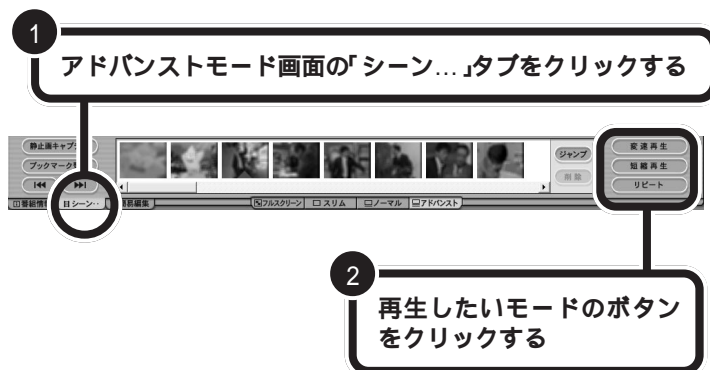 1
アドバンストモード画面の「シーン...」タブをクリックする
静止画キャプ
ブックマーク
ジャンプ
削除
変速再生
短縮再生
リピート
番組情
シーン‥
易編集
フルスクリーン
スリム
ノーマル
アドバンスト
2
再生したいモードのボタン
をクリックする